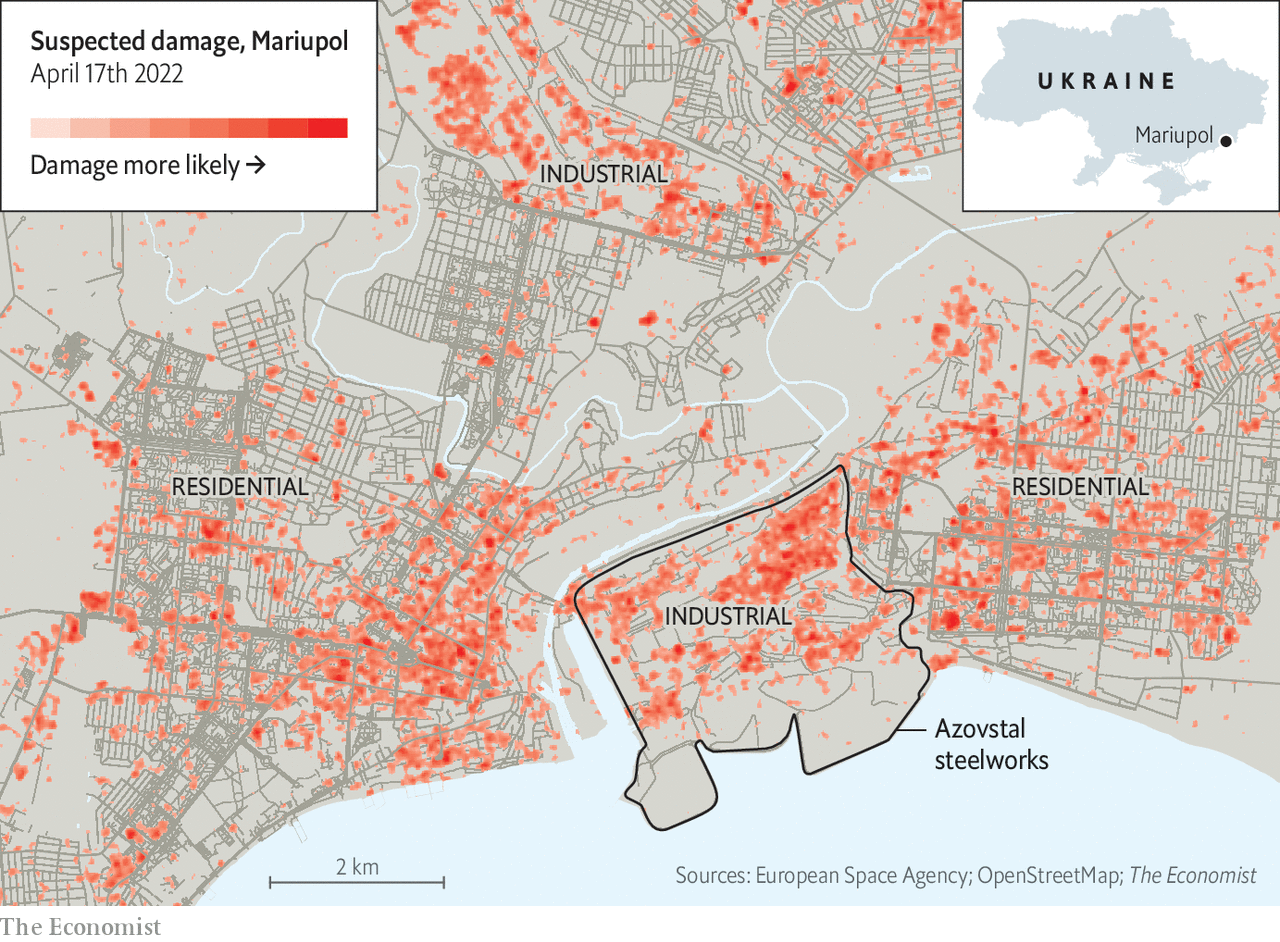 Suspected damage, Mariupol
April 17th 2022
Damage more likely →
UKRAINE
Mariupol
INDUSTRIAL
RESIDENTIAL
RESIDENTIAL
INDUSTRIAL
Azovstal
steelworks
2 km
Sources: European Space Agency; OpenStreetMap; The Economist
The Economist